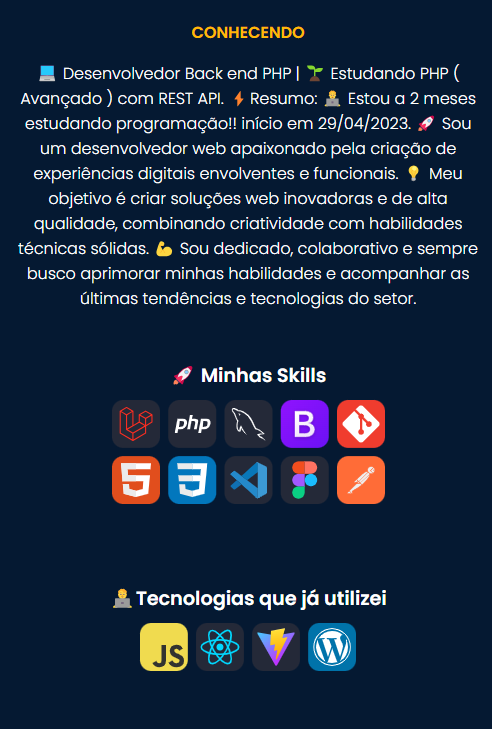 CONHECENDO
💻 Desenvolvedor Back end PHP | 🌱 Estudando PHP (
Avançado ) com REST API. ⚡ Resumo: 👨‍💻 Estou a 2 meses
estudando programação!! início em 29/04/2023. 🚀 Sou
um desenvolvedor web apaixonado pela criação de
experiências digitais envolventes e funcionais. 💡 Meu
objetivo é criar soluções web inovadoras e de alta
qualidade, combinando criatividade com habilidades
técnicas sólidas. 💪 Sou dedicado, colaborativo e sempre
busco aprimorar minhas habilidades e acompanhar as
últimas tendências e tecnologias do setor.
🚀 Minhas Skills
php
B
5 3
👨‍💻 Tecnologias que já utilizei
JS W